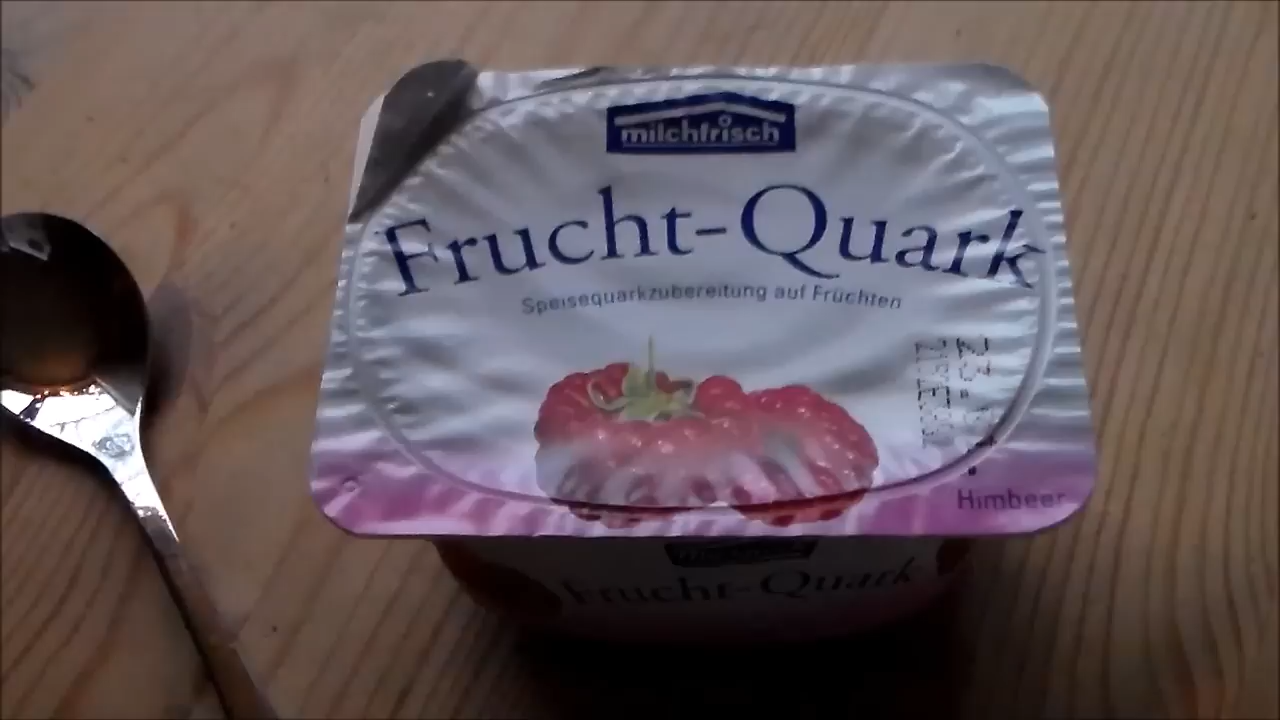 milchfrisch
Frucht-Quark
Speisequarkzubereitung auf Früchten
Himbeer
Frucht-Quark